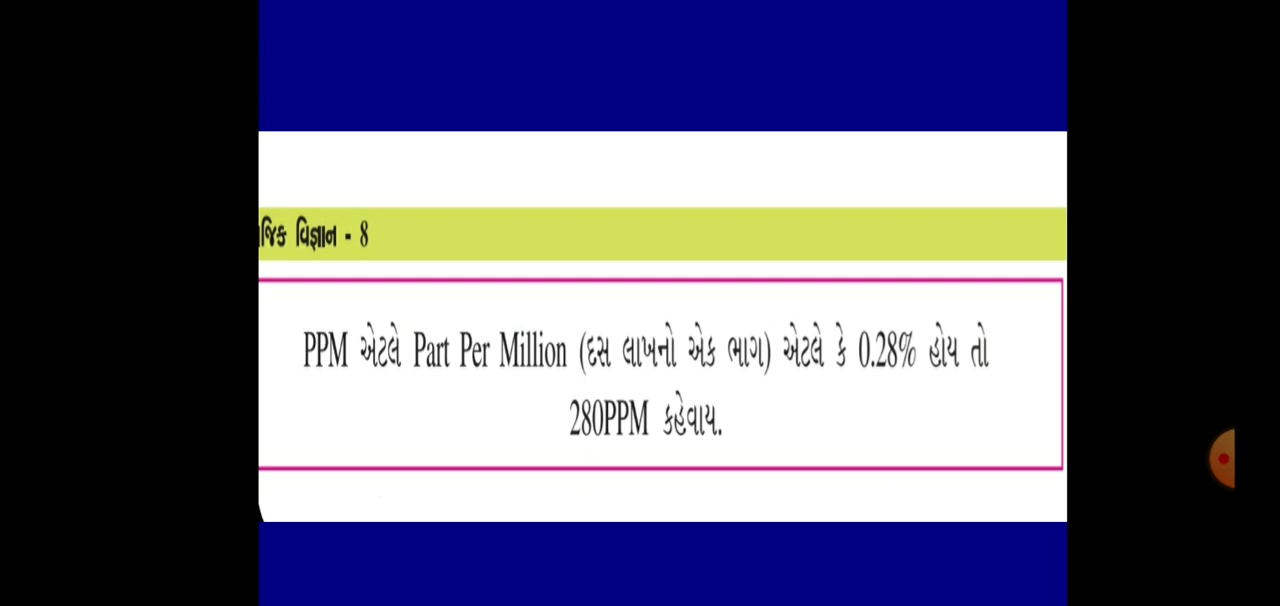 જિક વિજ્ઞાન - 8
PPM એટલે Part Per Million (દસ લાખનો એક ભાગ) એટલે કે 0.28% હોય તો
280PPM કહેવાય.